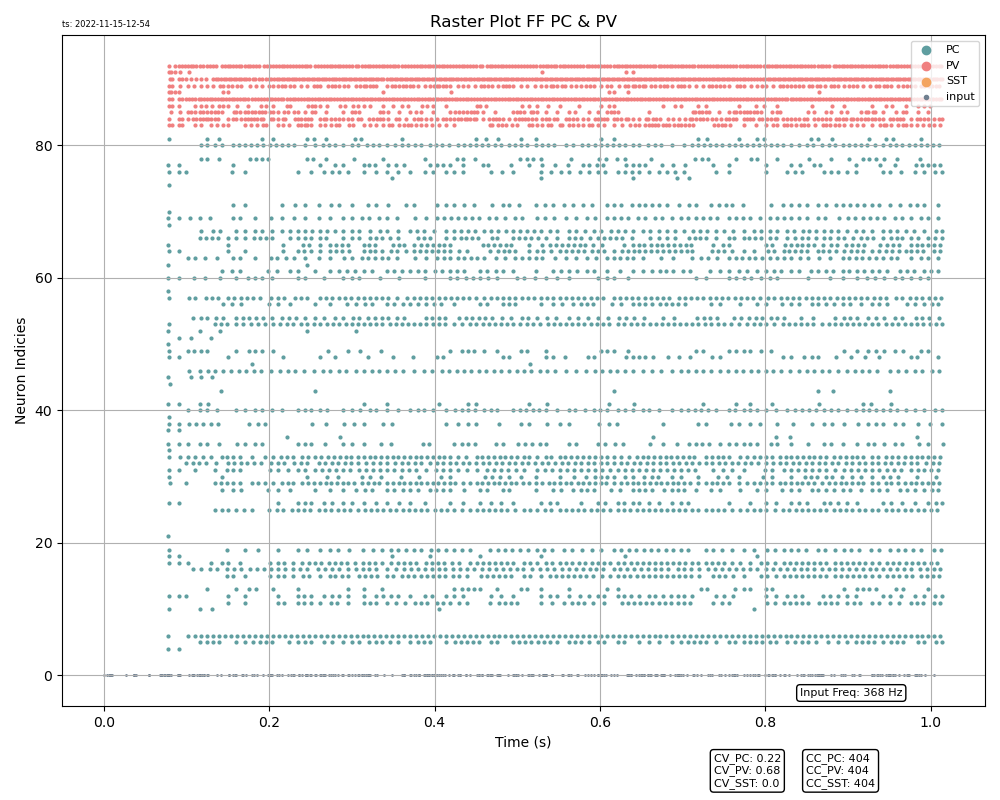 ts: 2022-11-15-12-54
Raster Plot FF PC & PV
PC
PV
SST
input
Neuron Indicies
80
60
40
20
0
Input Freq: 368 Hz
0.0 0.2 0.4 0.6 0.8 1.0
Time (s)
CV_PC: 0.22 CC_PC: 404
CV_PV: 0.68 CC_PV: 404
CV_SST: 0.0 CC_SST: 404